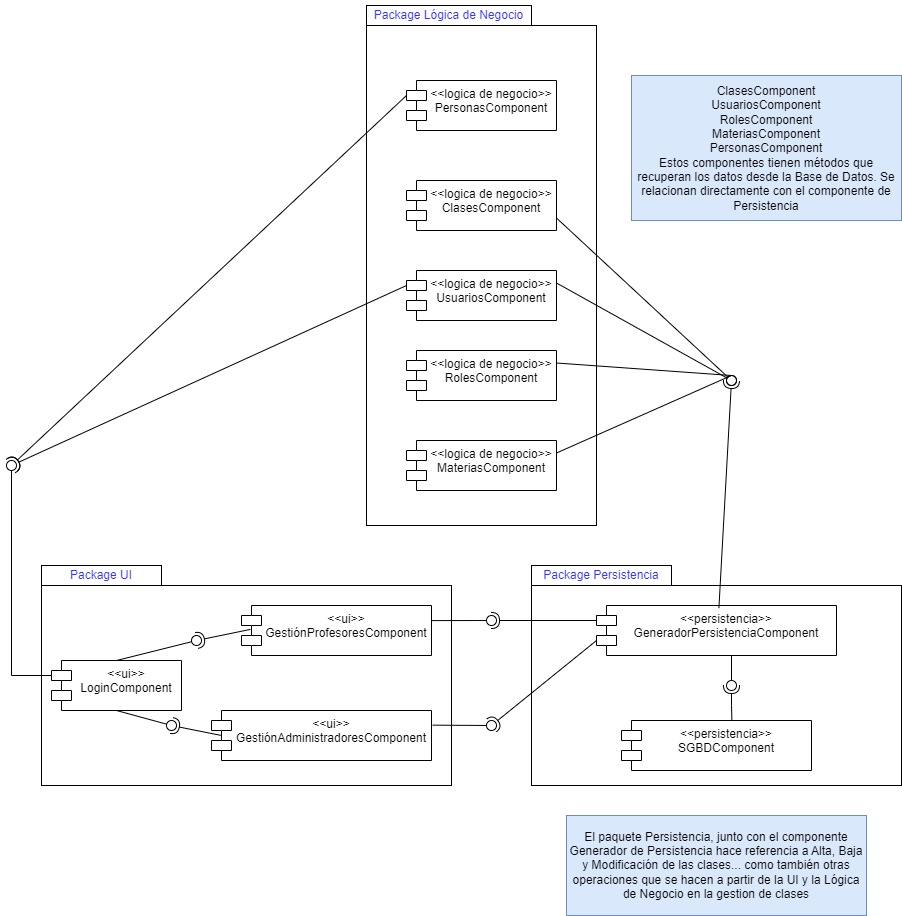 Package Lógica de Negocio
<<logica de negocio>>
PersonasComponent
<<logica de negocio>>
ClasesComponent
<<logica de negocio>>
UsuariosComponent
<<logica de negocio>>
RolesComponent
<<logica de negocio>>
MateriasComponent
ClasesComponent
UsuariosComponent
RolesComponent
MateriasComponent
PersonasComponent
Estos componentes tienen métodos que
recuperan los datos desde la Base de Datos. Se
relacionan directamente con el componente de
Persistencia
Package UI
<<ui>>
GestiónProfesoresComponent
<<ui>>
LoginComponent
<<ui>>
GestiónAdministradoresComponent
Package Persistencia
<<persistencia>>
GeneradorPersistenciaComponent
<<persistencia>>
SGBDComponent
El paquete Persistencia, junto con el componente
Generador de Persistencia hace referencia a Alta, Baja
y Modificación de las clases... como también otras
operaciones que se hacen a partir de la UI y la Lógica
de Negocio en la gestion de clases